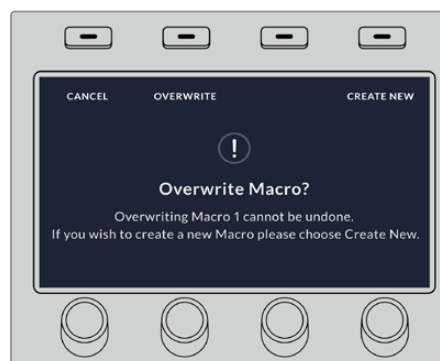 CANCEL OVERWRITE CREATE NEW
!
Overwrite Macro?
Overwriting Macro 1 cannot be undone.
If you wish to create a new Macro please choose Create New.